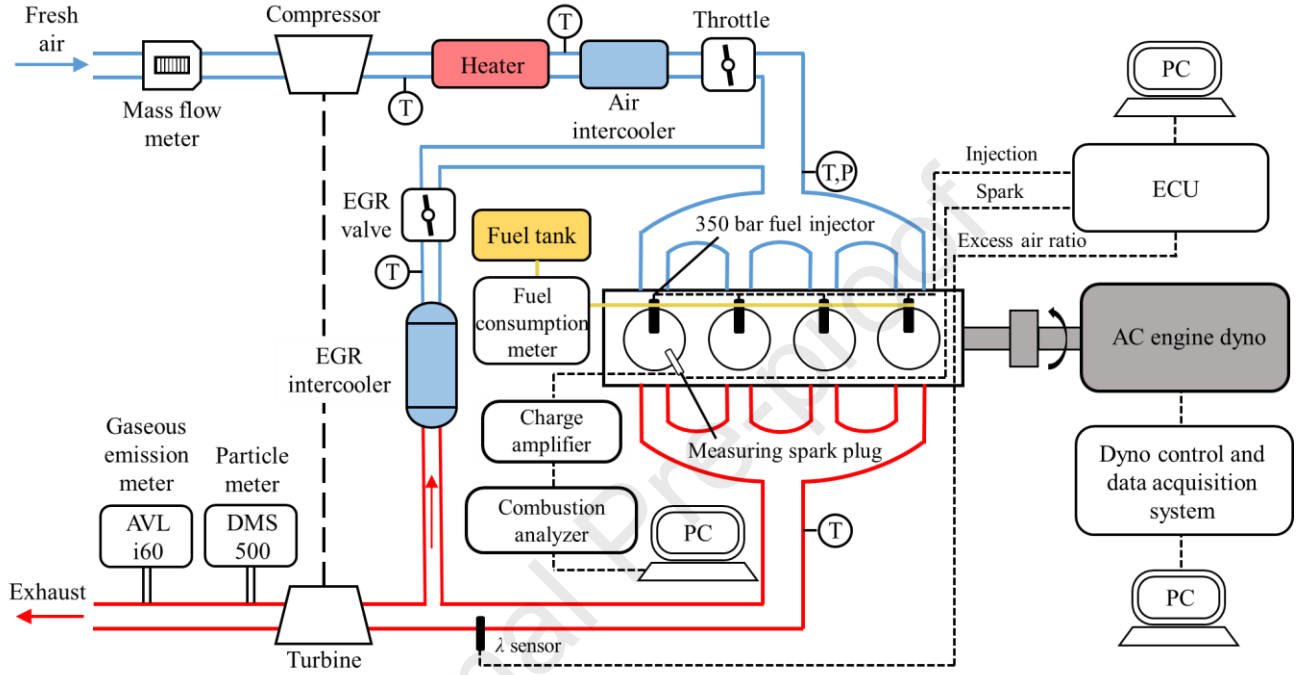 Fresh
air
Compressor
T
Throttle
Heater
Mass flow
meter
T
Air
intercooler
PC
Injection
Spark
ECU
T,P
EGR
valve
Fuel tank
350 bar fuel injector
Excess air ratio
T
Fuel
consumption
meter
AC engine dyno
EGR
intercooler
Charge
amplifier
Measuring spark plug
Gaseous
emission
meter
Particle
meter
Dyno control and
data acquisition
system
Combustion
analyzer
PC
T
AVL
i60
DMS
500
Exhaust
PC
λ sensor
Turbine
nal Pre-proof